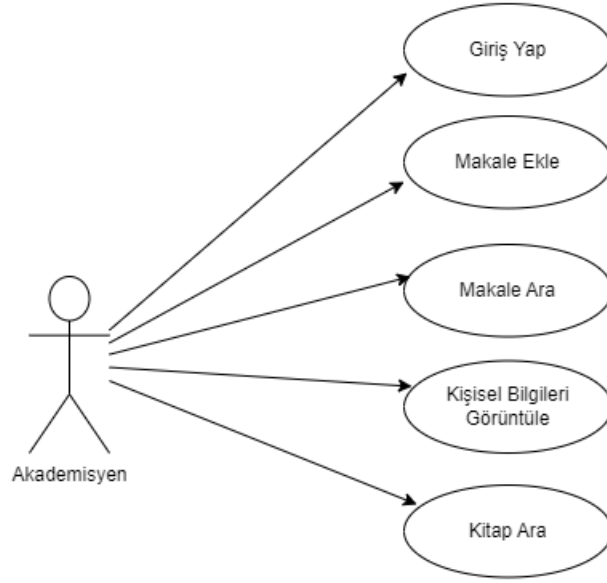 Giriş Yap
Makale Ekle
Makale Ara
Kişisel Bilgileri
Görüntüle
Akademisyen
Kitap Ara